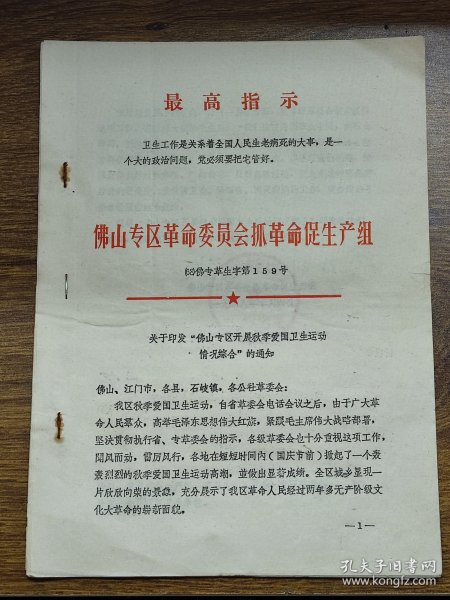 最高指示
卫生工作是关系着全国人民生老病死的大事，是一
个大的政治问题，党必须要把它管好。
佛山专区革命委员会抓革命促生产组
(68)佛专革生字第159号
关于印发“佛山专区开展秋季爱国卫生运动
情况综合”的通知
佛山、江门市，各县，石岐镇，各公社革委会：
我区秋季爱国卫生运动，自省革委会电话会议之后，由于广大革
命人民群众，高举毛泽东思想伟大红旗，紧跟毛主席伟大战略部署，
坚决贯彻执行省、专革委会的指示，各级革委会也十分重视这项工作，
闻风而动，雷厉风行，各地在短短时间内（国庆节前）掀起了一个轰
轰烈烈的秋季爱国卫生运动高潮，並做出显著成绩。全区城乡呈现一
片欣欣向荣的景象，充分展示了我区革命人民经过两年多无产阶级文
化大革命的崭新面貌。
—1—
孔夫子旧书网
www.kongfz.com